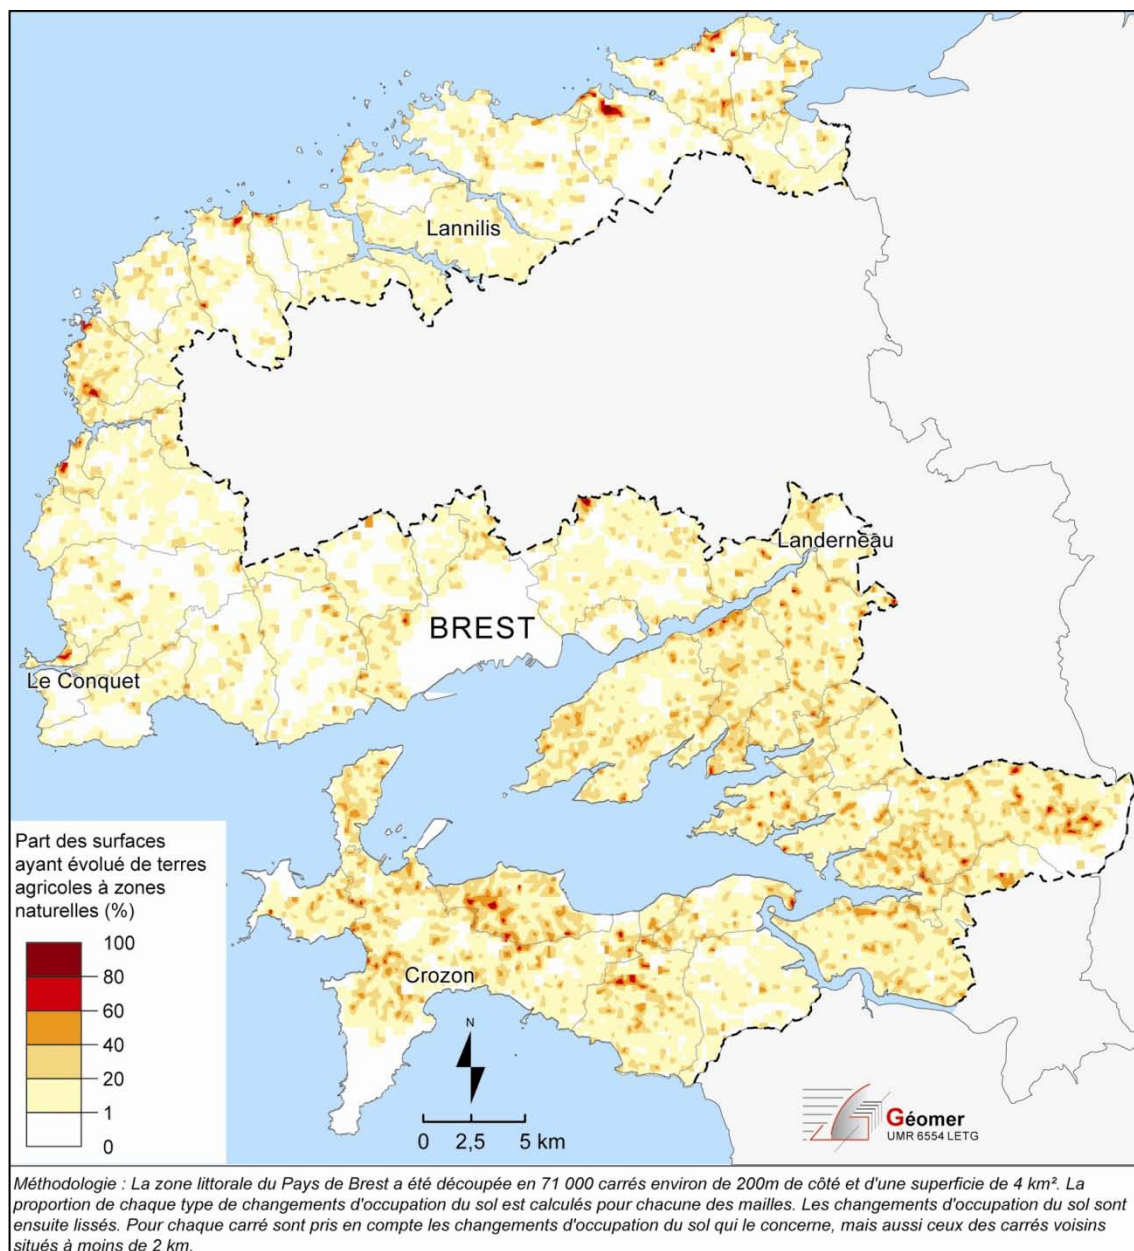 Lannilis
Landerneau
BREST
Le Conquet
Crozon
Part des surfaces
ayant évolué de terres
agricoles à zones
naturelles (%)
100
80
60
40
20
1
0
N
0 2,5 5 km
Géomer
UMR 6554 LETG
Méthodologie : La zone littorale du Pays de Brest a été découpée en 71 000 carrés environ de 200m de côté et d'une superficie de 4 km². La
proportion de chaque type de changements d'occupation du sol est calculés pour chacune des mailles. Les changements d'occupation du sol sont
ensuite lissés. Pour chaque carré sont pris en compte les changements d'occupation du sol qui le concerne, mais aussi ceux des carrés voisins
situés à moins de 2 km.